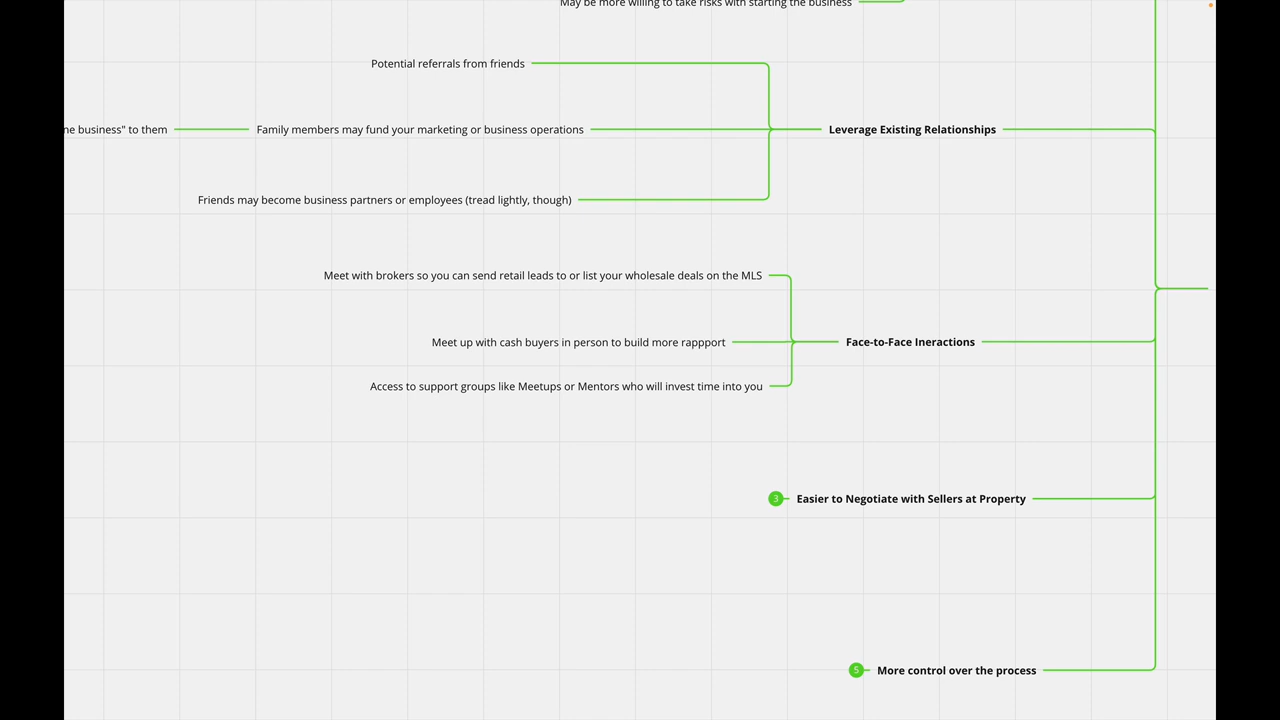 May be more willing to take risks with starting the business
Potential referrals from friends
ne business" to them
Family members may fund your marketing or business operations
Leverage Existing Relationships
Friends may become business partners or employees (tread lightly, though)
Meet with brokers so you can send retail leads to or list your wholesale deals on the MLS
Meet up with cash buyers in person to build more rappport
Face-to-Face Ineractions
Access to support groups like Meetups or Mentors who will invest time into you
3
Easier to Negotiate with Sellers at Property
5
More control over the process